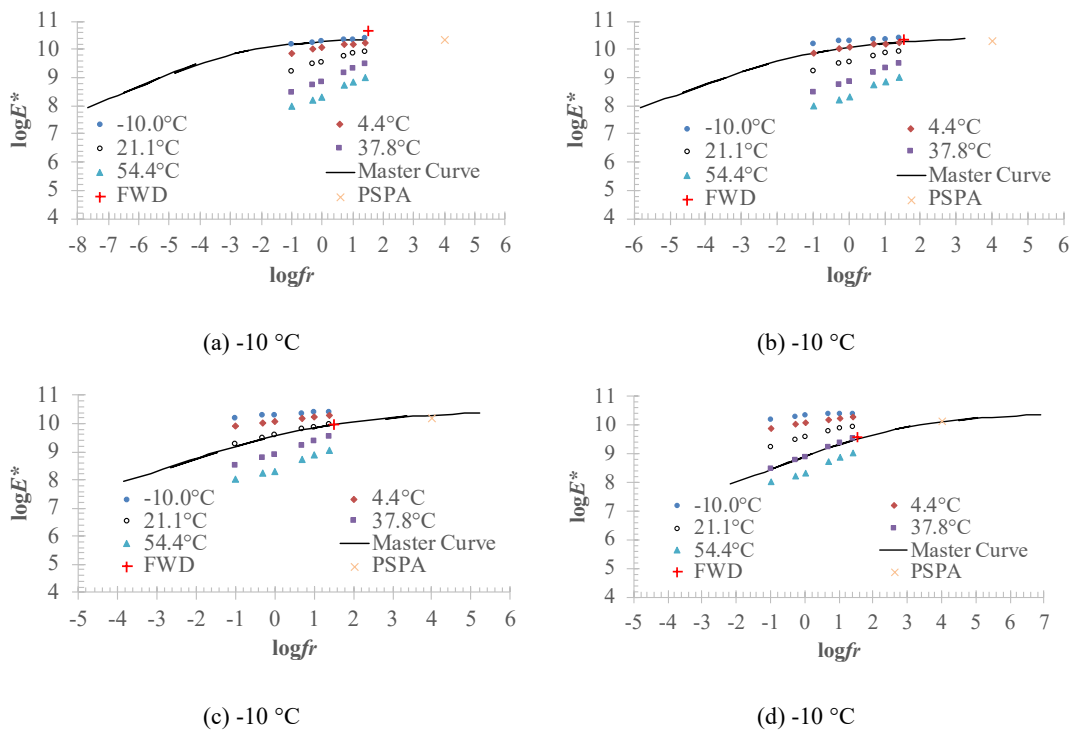 11
10
9
8
7
6
5
4
logE*
-10.0°C
4.4°C
21.1°C
37.8°C
54.4°C
Master Curve
FWD
PSPA
-8 -7 -6 -5 -4 -3 -2 -1 0 1 2 3 4 5 6
logfr
(a) -10 °C
11
10
9
8
7
6
5
4
logE*
-10.0°C
4.4°C
21.1°C
37.8°C
54.4°C
Master Curve
FWD
PSPA
-6 -5 -4 -3 -2 -1 0 1 2 3 4 5 6
logfr
(b) -10 °C
11
10
9
8
7
6
5
4
logE*
-10.0°C
4.4°C
21.1°C
37.8°C
54.4°C
Master Curve
FWD
PSPA
-5 -4 -3 -2 -1 0 1 2 3 4 5 6
logfr
(c) -10 °C
11
10
9
8
7
6
5
4
logE*
-10.0°C
4.4°C
21.1°C
37.8°C
54.4°C
Master Curve
FWD
PSPA
-5 -4 -3 -2 -1 0 1 2 3 4 5 6 7
logfr
(d) -10 °C